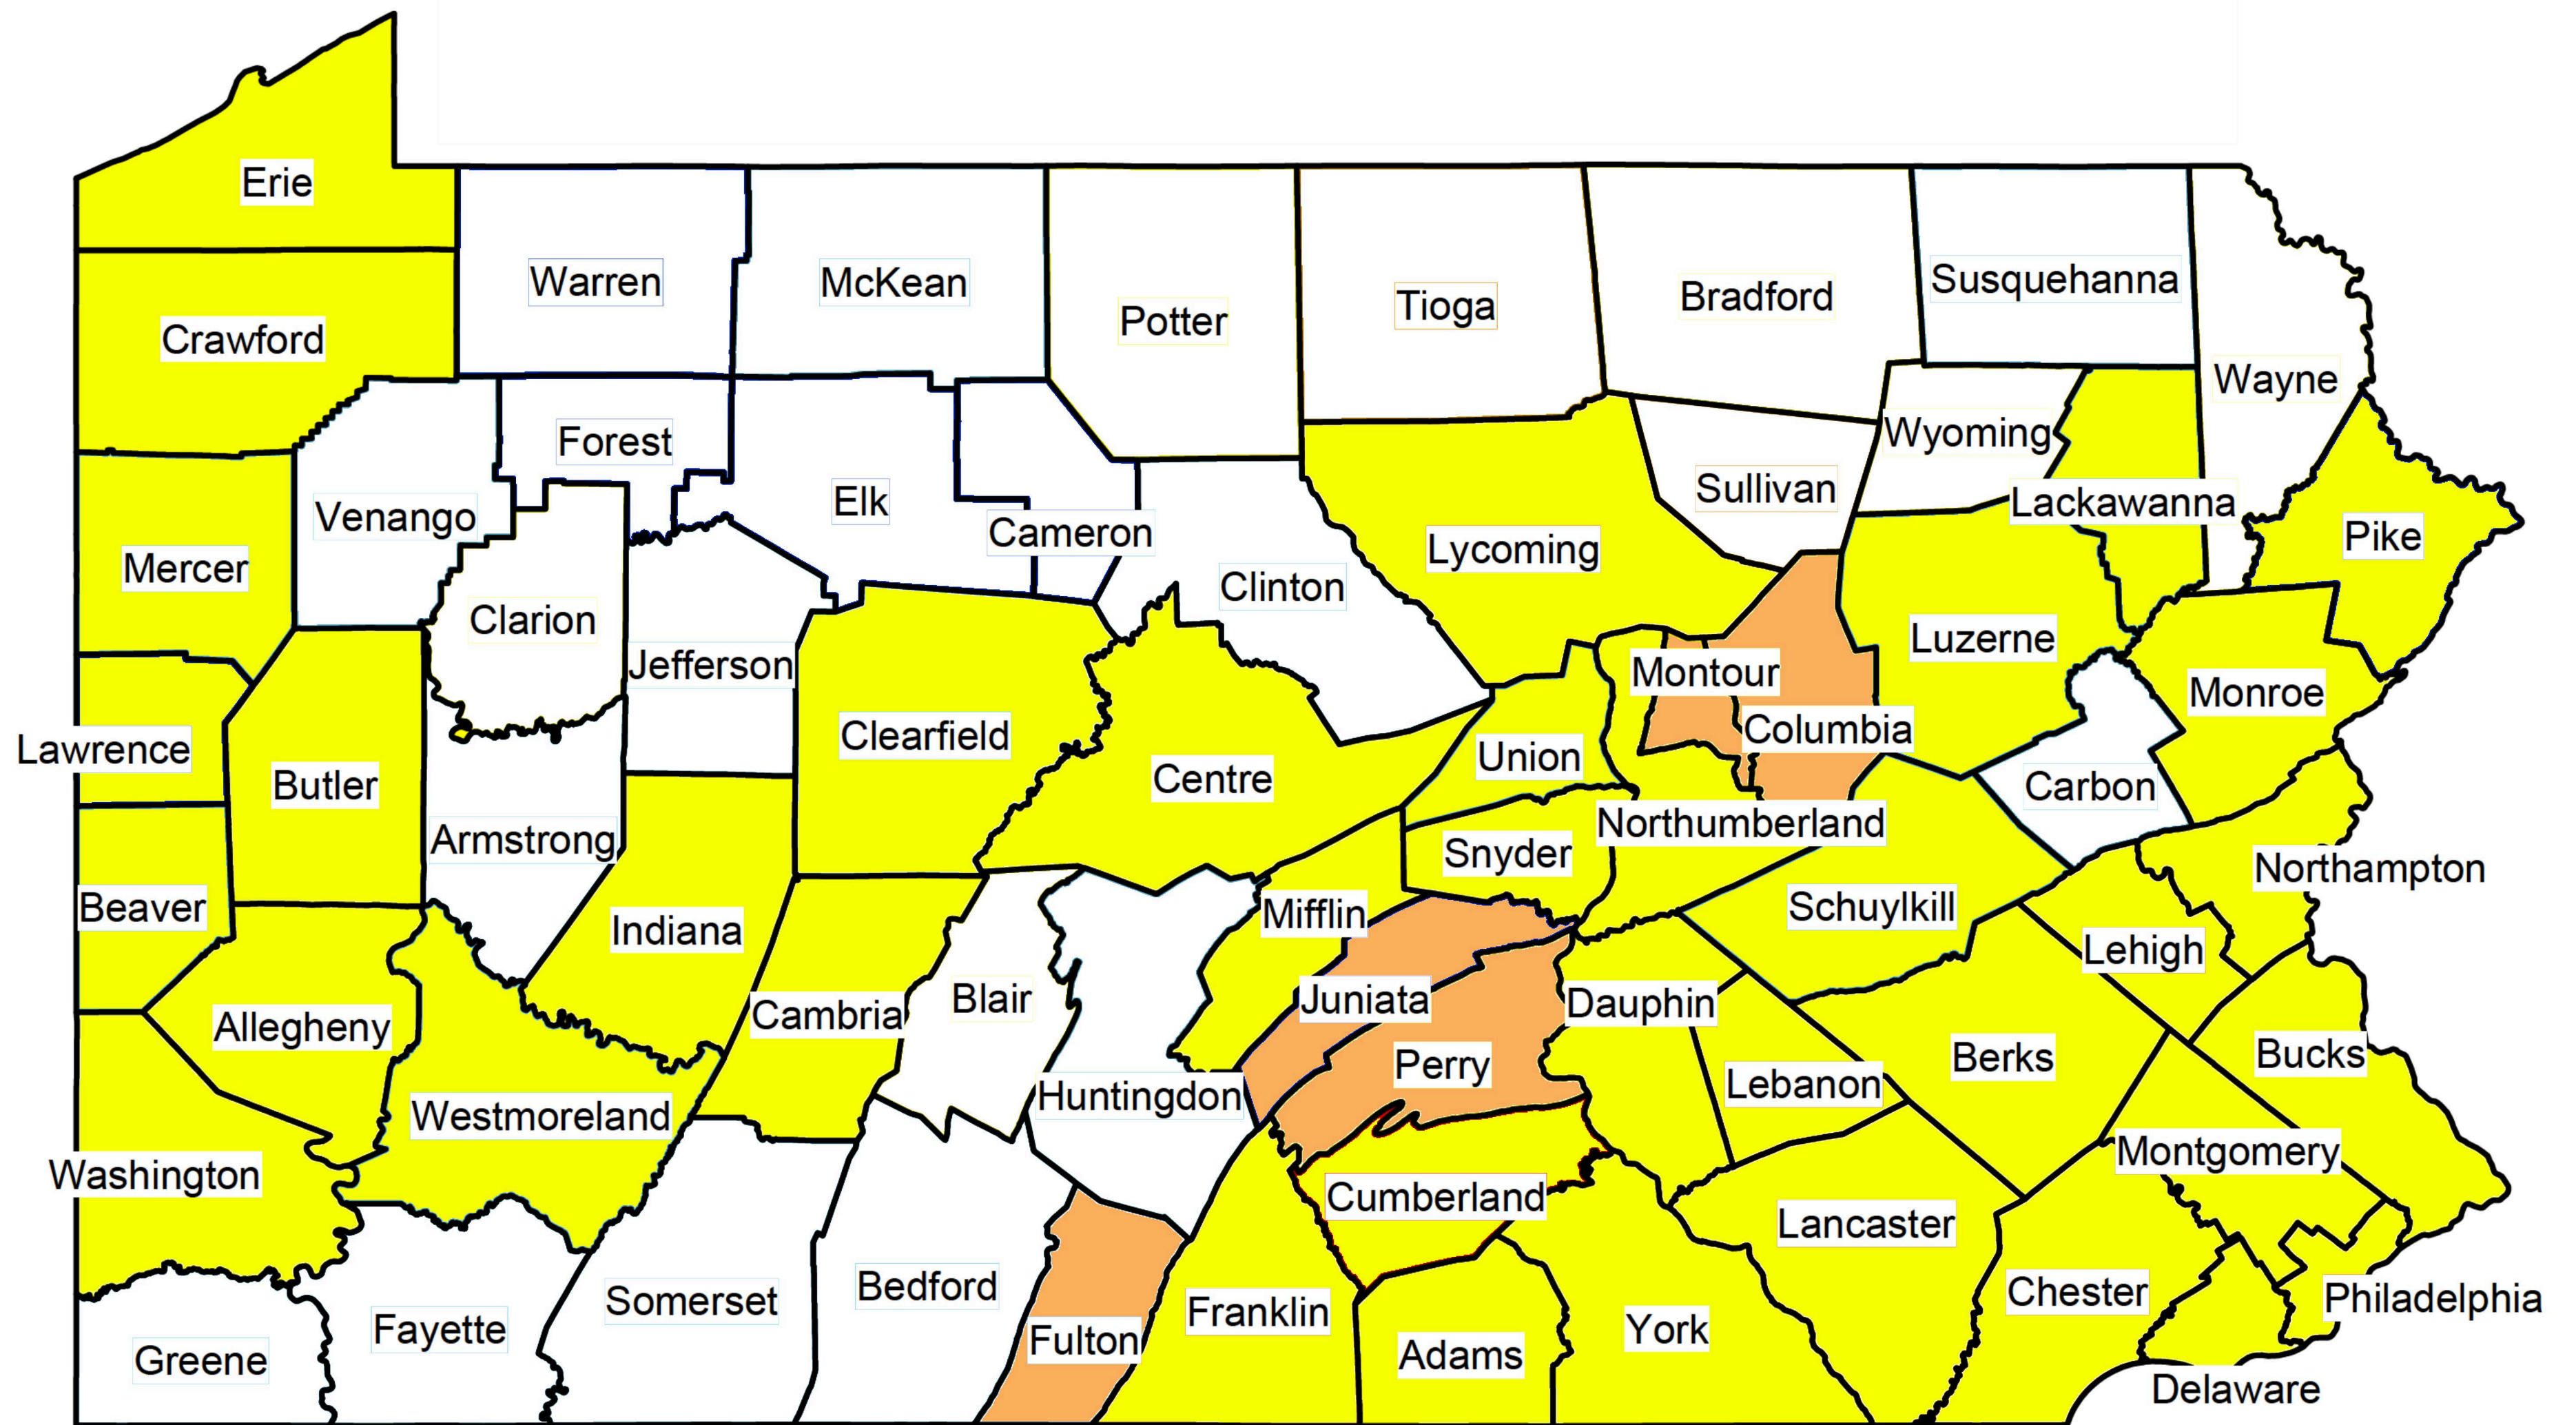 Erie
Warren
McKean
Susquehanna
Bradford
Tioga
Potter
Crawford
Wayne
Wyoming
Forest
Sullivan
Elk
Lackawanna
Venango
Cameron
Pike
Lycoming
Mercer
Clinton
Clarion
Luzerne
Jefferson
Montour
Monroe
Columbia
Clearfield
Lawrence
Union
Centre
Butler
Carbon
Northumberland
Armstrong
Snyder
Northampton
Beaver
Schuylkill
Mifflin
Indiana
Lehigh
Blair
Juniata
Dauphin
Cambria
Allegheny
Bucks
Berks
Perry
Lebanon
Huntingdon
Westmoreland
Montgomery
Washington
Cumberland
Lancaster
Bedford
Chester
Philadelphia
Somerset
Franklin
Fayette
York
Fulton
Adams
Greene
Delaware